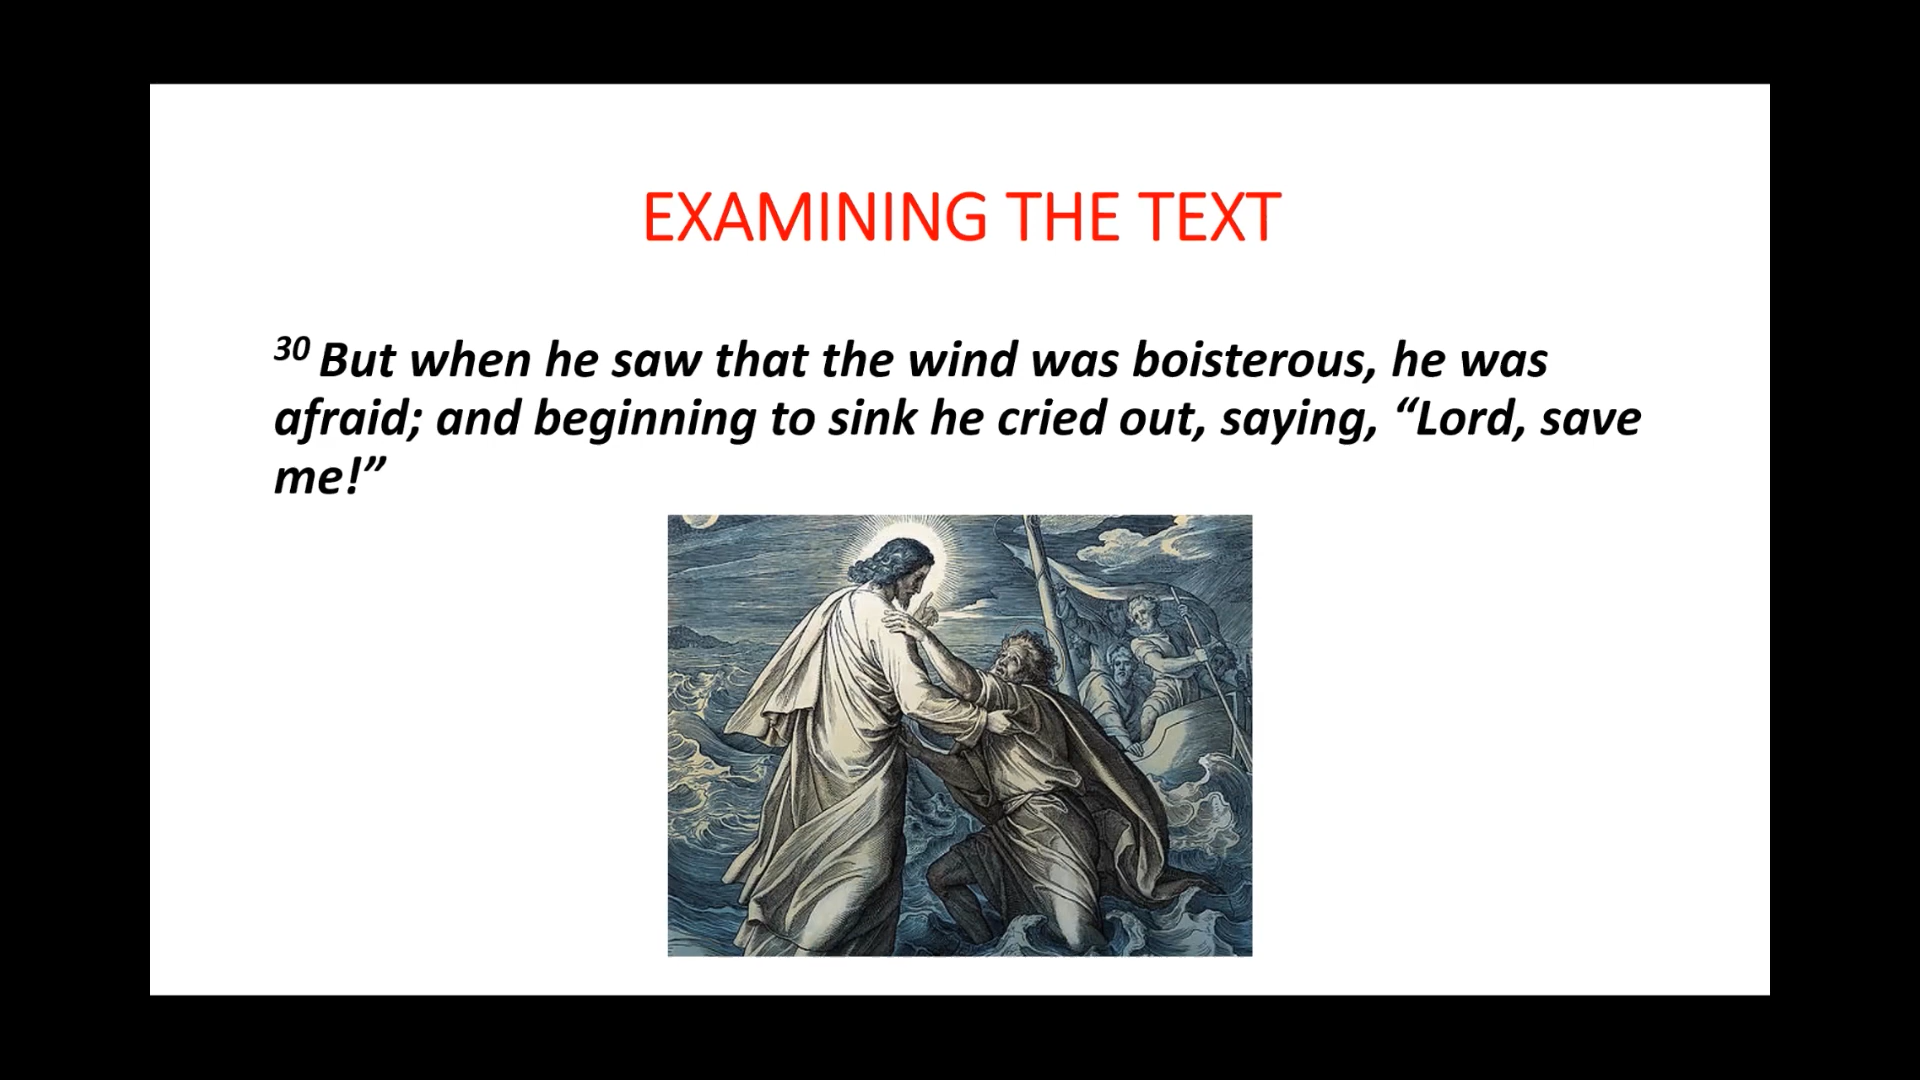 EXAMINING THE TEXT
30 But when he saw that the wind was boisterous, he was
afraid; and beginning to sink he cried out, saying, “Lord, save
me!”